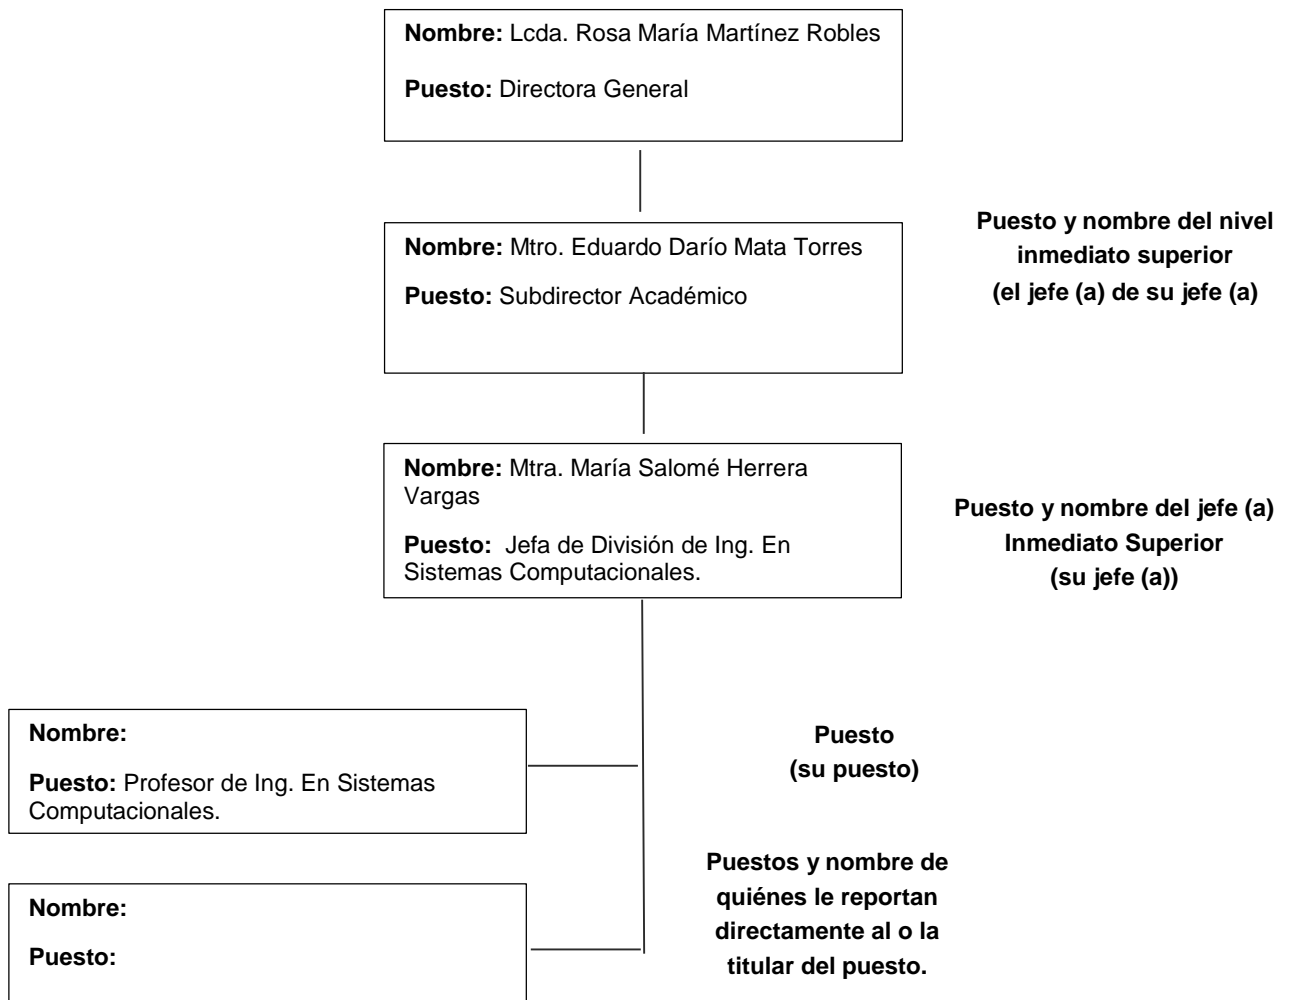 Nombre: Lcda. Rosa María Martínez Robles
Puesto: Directora General
Nombre: Mtro. Eduardo Darío Mata Torres
Puesto: Subdirector Académico
Puesto y nombre del nivel
inmediato superior
(el jefe (a) de su jefe (a)
Nombre: Mtra. María Salomé Herrera
Vargas
Puesto: Jefa de División de Ing. En
Sistemas Computacionales.
Puesto y nombre del jefe (a)
Inmediato Superior
(su jefe (a))
Nombre:
Puesto: Profesor de Ing. En Sistemas
Computacionales.
Puesto
(su puesto)
Nombre:
Puesto:
Puestos y nombre de
quiénes le reportan
directamente al o la
titular del puesto.